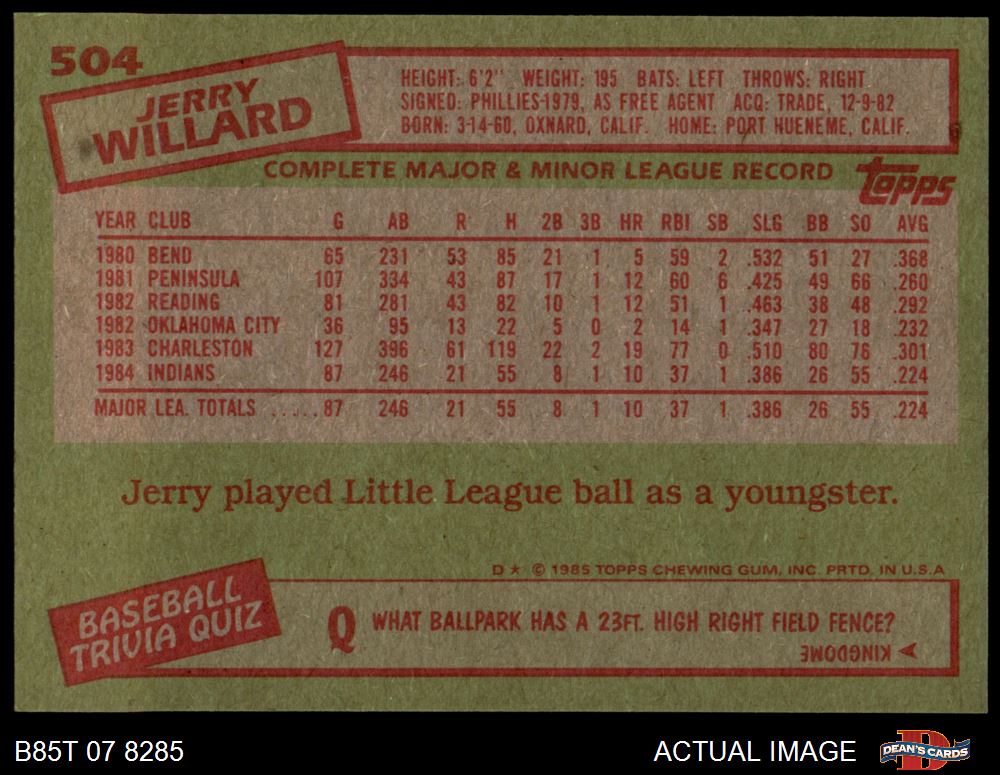 504
JERRY
WILLARD
HEIGHT: 6'2" WEIGHT: 195 BATS: LEFT THROWS: RIGHT
SIGNED: PHILLIES-1979, AS FREE AGENT ACQ: TRADE, 12-9-82
BORN: 3-14-60, OXNARD, CALIF. HOME: PORT HUENEME, CALIF.
COMPLETE MAJOR & MINOR LEAGUE RECORD
topps
YEAR CLUB G AB R H 2B 3B HR RBI SB SLG BB SO AVG
1980 BEND 65 231 53 85 21 1 5 59 2 .532 51 27 .368
1981 PENINSULA 107 334 43 87 17 1 12 60 6 .425 49 66 .260
1982 READING 81 281 43 82 10 1 12 51 1 .463 38 48 .292
1982 OKLAHOMA CITY 36 95 13 22 5 0 2 14 1 .347 27 18 .232
1983 CHARLESTON 127 396 61 119 22 2 19 77 0 .510 80 76 .301
1984 INDIANS 87 246 21 55 8 1 10 37 1 .386 26 55 .224
MAJOR LEA. TOTALS ..... 87 246 21 55 8 1 10 37 1 .386 26 55 .224
Jerry played Little League ball as a youngster.
D ★ © 1985 TOPPS CHEWING GUM, INC. PRTD. IN U.S.A
BASEBALL
TRIVIA QUIZ
Q WHAT BALLPARK HAS A 23FT. HIGH RIGHT FIELD FENCE?
A KINGDOME
B85T 07 8285
ACTUAL IMAGE
D
DEAN'S CARDS